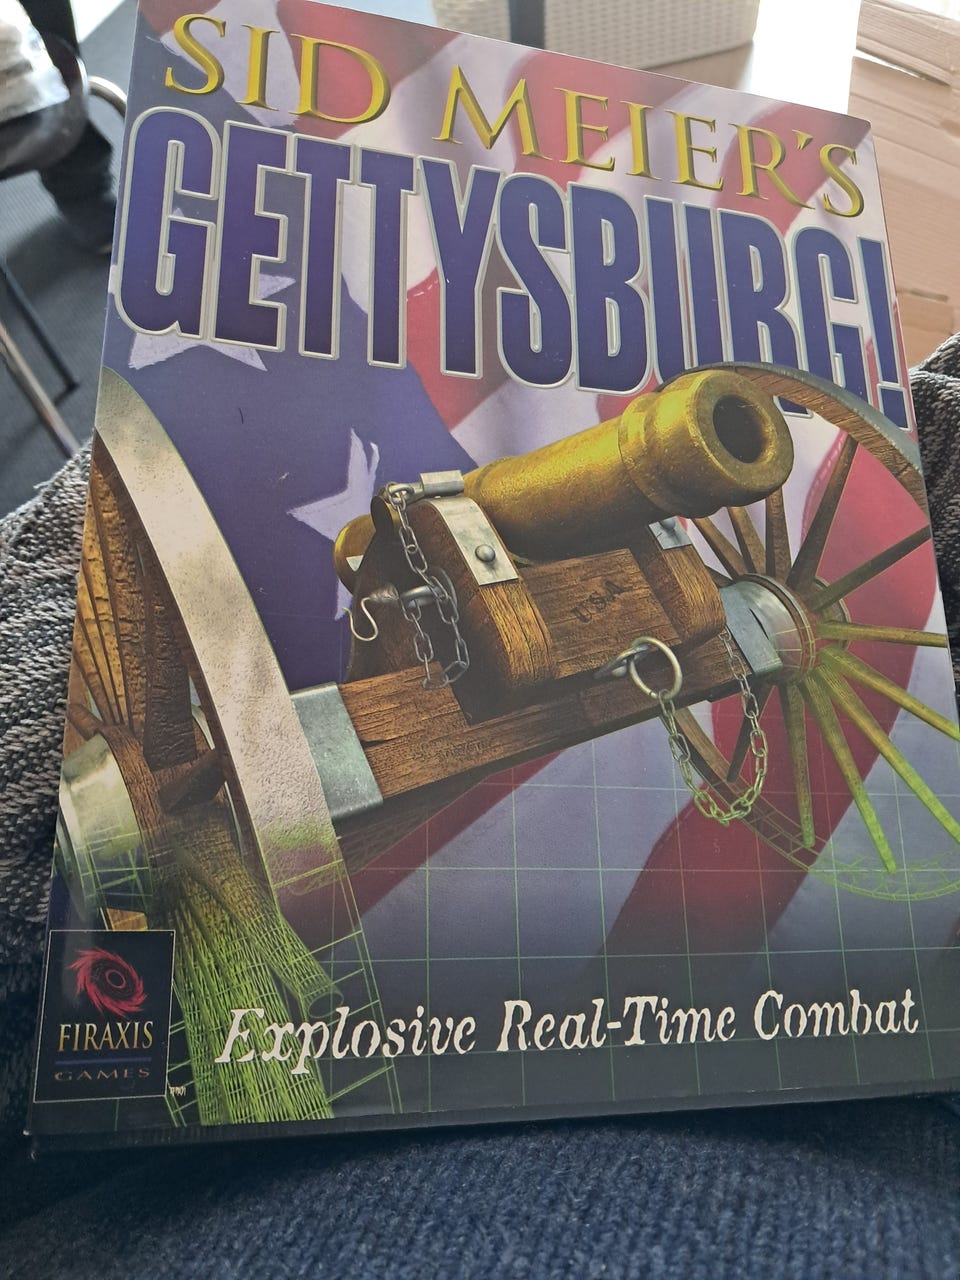 SID MEIER'S
GETTYSBURG!
USA
FIRAXIS
GAMES
Explosive Real-Time Combat